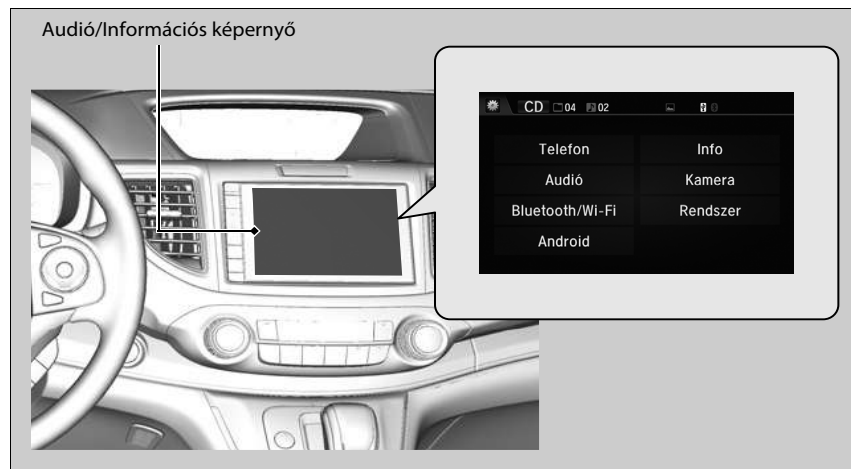 Audió/Információs képernyő
CD 04 02
Telefon Info
Audió Kamera
Bluetooth/Wi-Fi Rendszer
Android